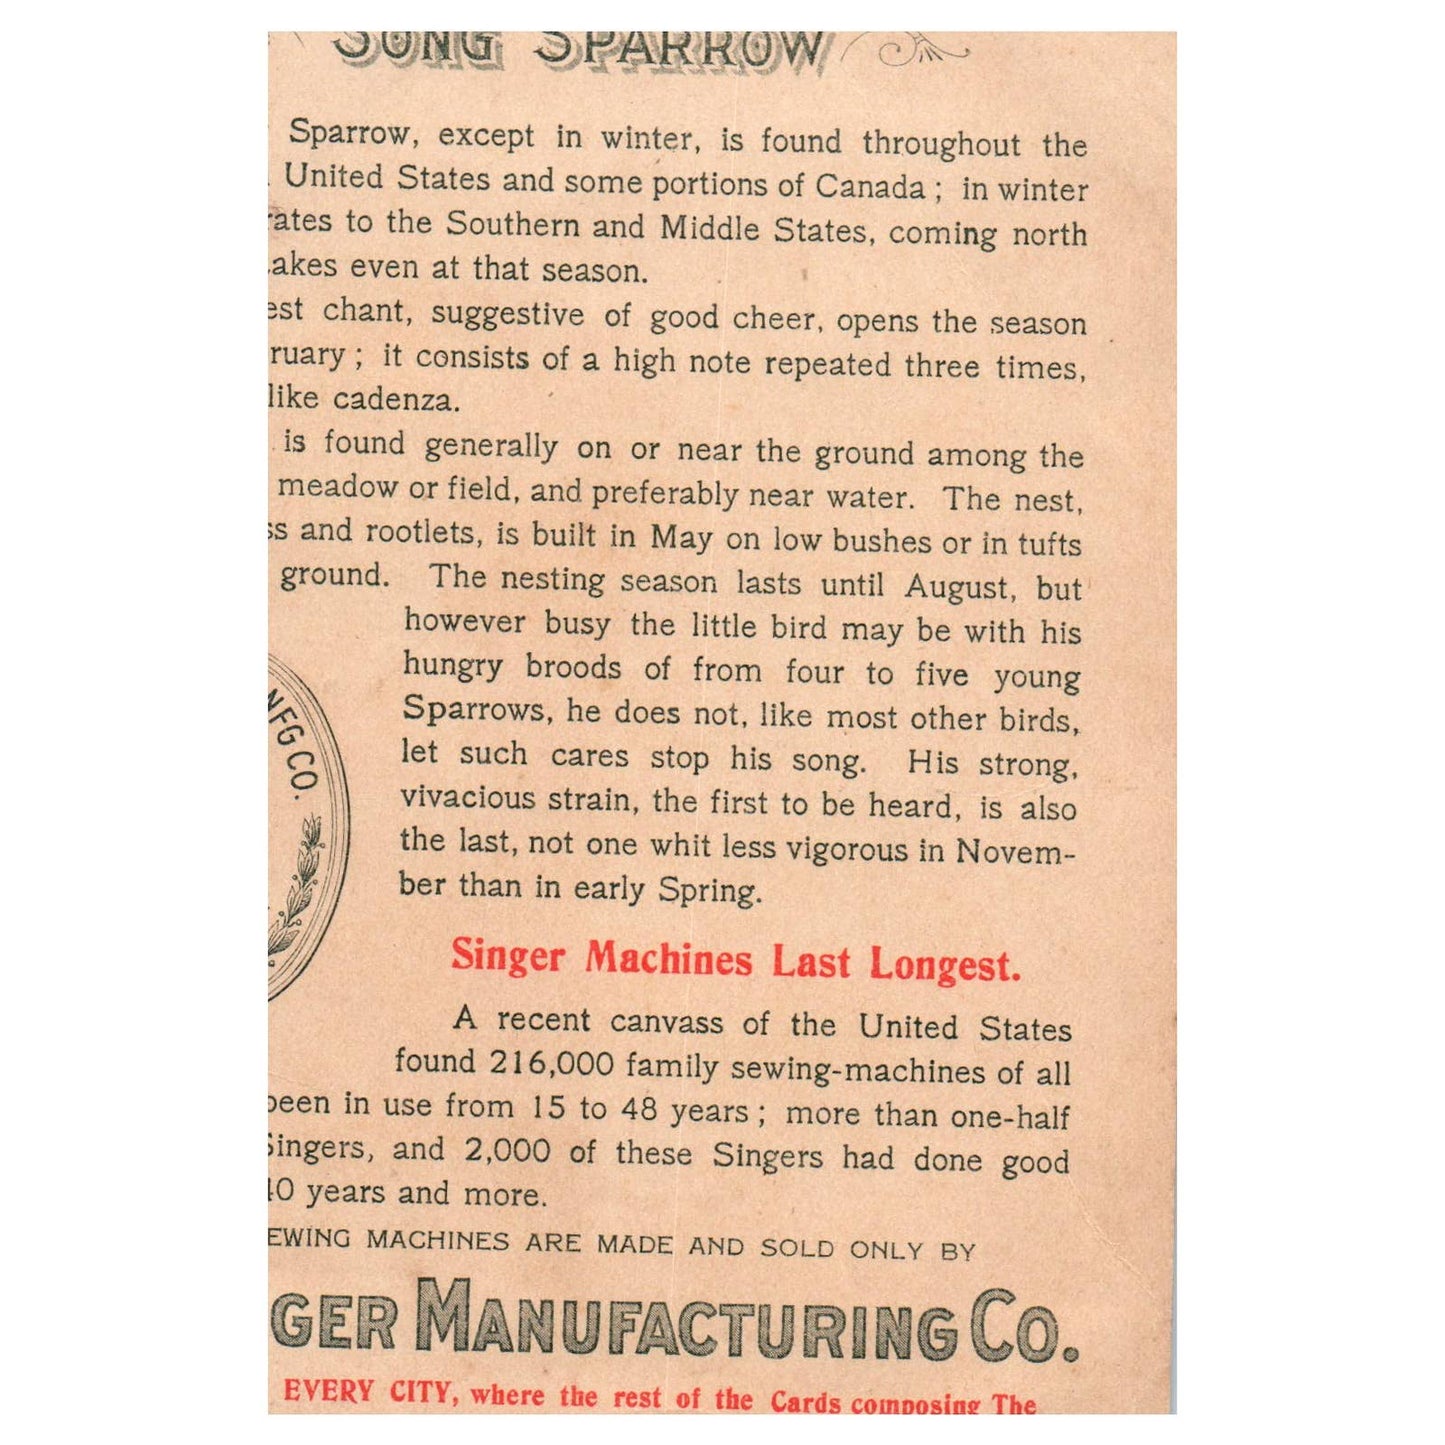 SONG SPARROW
Sparrow, except in winter, is found throughout the
United States and some portions of Canada; in winter
rates to the Southern and Middle States, coming north
akes even at that season.
est chant, suggestive of good cheer, opens the season
ruary; it consists of a high note repeated three times,
like cadenza.
is found generally on or near the ground among the
meadow or field, and preferably near water. The nest,
ss and rootlets, is built in May on low bushes or in tufts
ground. The nesting season lasts until August, but
however busy the little bird may be with his
hungry broods of from four to five young
Sparrows, he does not, like most other birds,
let such cares stop his song. His strong,
vivacious strain, the first to be heard, is also
the last, not one whit less vigorous in Novem-
ber than in early Spring.
NFG CO.
Singer Machines Last Longest.
A recent canvass of the United States
found 216,000 family sewing-machines of all
been in use from 15 to 48 years; more than one-half
Singers, and 2,000 of these Singers had done good
40 years and more.
EWING MACHINES ARE MADE AND SOLD ONLY BY
GER MANUFACTURING CO.
EVERY CITY, where the rest of the Cards composing The